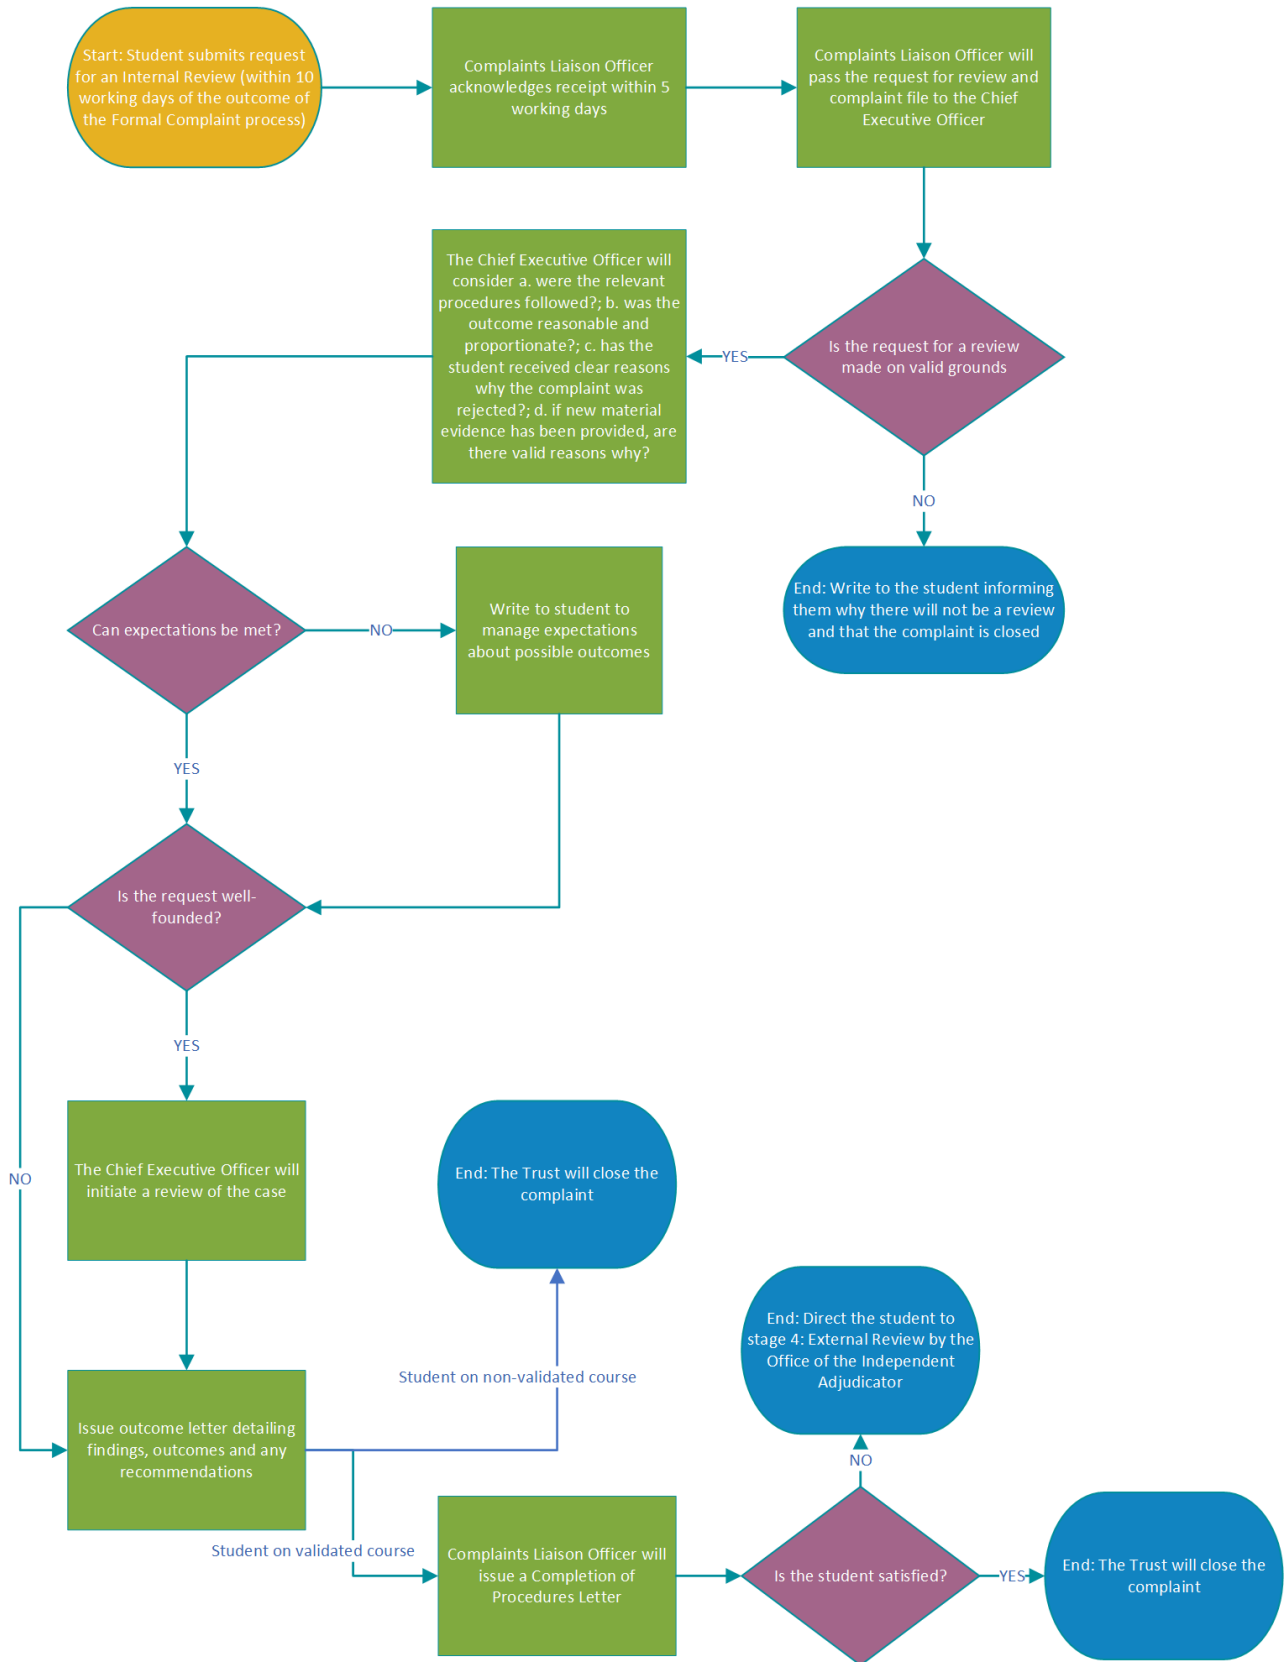 Start: Student submits request
for an Internal Review (within 10
working days of the outcome of
the Formal Complaint process)
Complaints Liaison Officer
acknowledges receipt within 5
working days
Complaints Liaison Officer will
pass the request for review and
complaint file to the Chief
Executive Officer
Is the request for a review
made on valid grounds
YES
The Chief Executive Officer will
consider a. were the relevant
procedures followed?; b. was the
outcome reasonable and
proportionate?; c. has the
student received clear reasons
why the complaint was
rejected?; d. if new material
evidence has been provided, are
there valid reasons why?
NO
End: Write to the student informing
them why there will not be a review
and that the complaint is closed
Can expectations be met?
NO
Write to student to
manage expectations
about possible outcomes
YES
Is the request well-
founded?
YES
NO
The Chief Executive Officer will
initiate a review of the case
End: The Trust will close the
complaint
Student on non-validated course
Issue outcome letter detailing
findings, outcomes and any
recommendations
Student on validated course
Complaints Liaison Officer will
issue a Completion of
Procedures Letter
Is the student satisfied?
NO
End: Direct the student to
stage 4: External Review by the
Office of the Independent
Adjudicator
YES
End: The Trust will close the
complaint